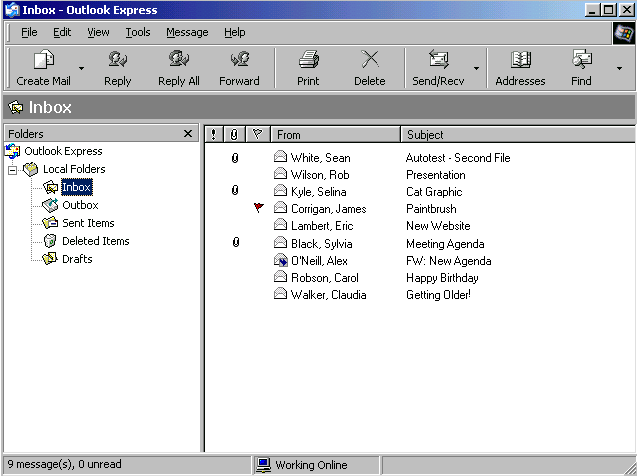 Inbox - Outlook Express
File Edit View Tools Message Help
Create Mail Reply Reply All Forward Print Delete Send/Recv Addresses Find
Inbox
Folders
Outlook Express
Local Folders
Inbox
Outbox
Sent Items
Deleted Items
Drafts
! From Subject
White, Sean Autotest - Second File
Wilson, Rob Presentation
Kyle, Selina Cat Graphic
Corrigan, James Paintbrush
Lambert, Eric New Website
Black, Sylvia Meeting Agenda
O'Neill, Alex FW: New Agenda
Robson, Carol Happy Birthday
Walker, Claudia Getting Older!
9 message(s), 0 unread Working Online